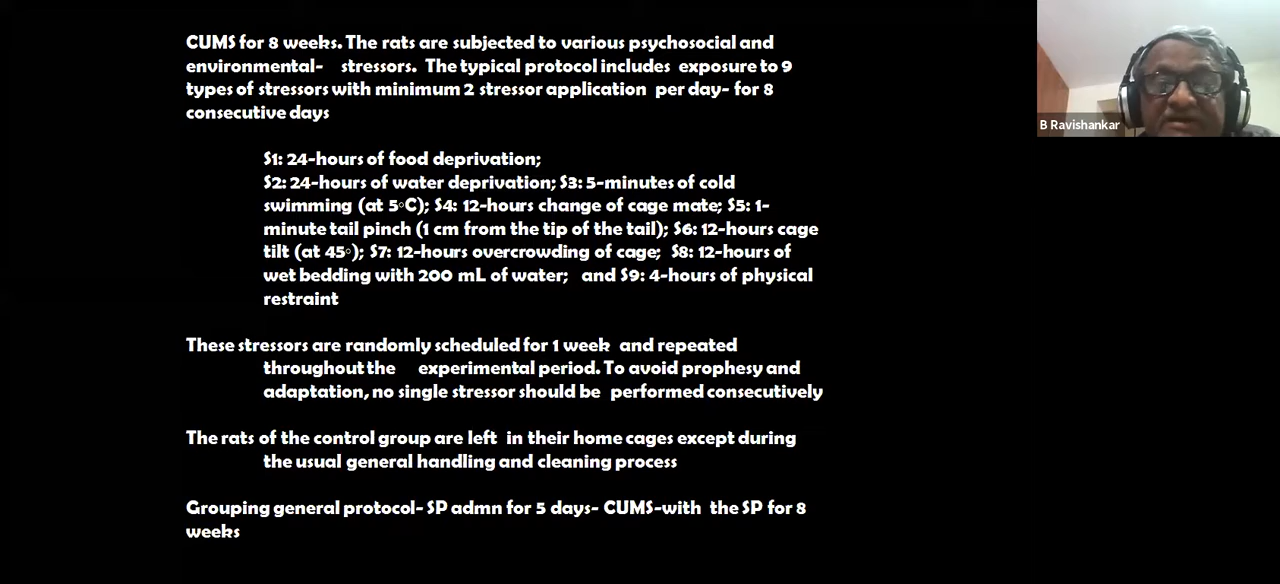 CUMS for 8 weeks. The rats are subjected to various psychosocial and
environmental- stressors. The typical protocol includes exposure to 9
types of stressors with minimum 2 stressor application per day- for 8
consecutive days
S1: 24-hours of food deprivation;
S2: 24-hours of water deprivation; S3: 5-minutes of cold
swimming (at 5◦C); S4: 12-hours change of cage mate; S5: 1-
minute tail pinch (1 cm from the tip of the tail); S6: 12-hours cage
tilt (at 45◦); S7: 12-hours overcrowding of cage; S8: 12-hours of
wet bedding with 200 mL of water; and S9: 4-hours of physical
restraint
These stressors are randomly scheduled for 1 week and repeated
throughout the experimental period. To avoid prophesy and
adaptation, no single stressor should be performed consecutively
The rats of the control group are left in their home cages except during
the usual general handling and cleaning process
Grouping general protocol- SP admn for 5 days- CUMS-with the SP for 8
weeks
B Ravishankar